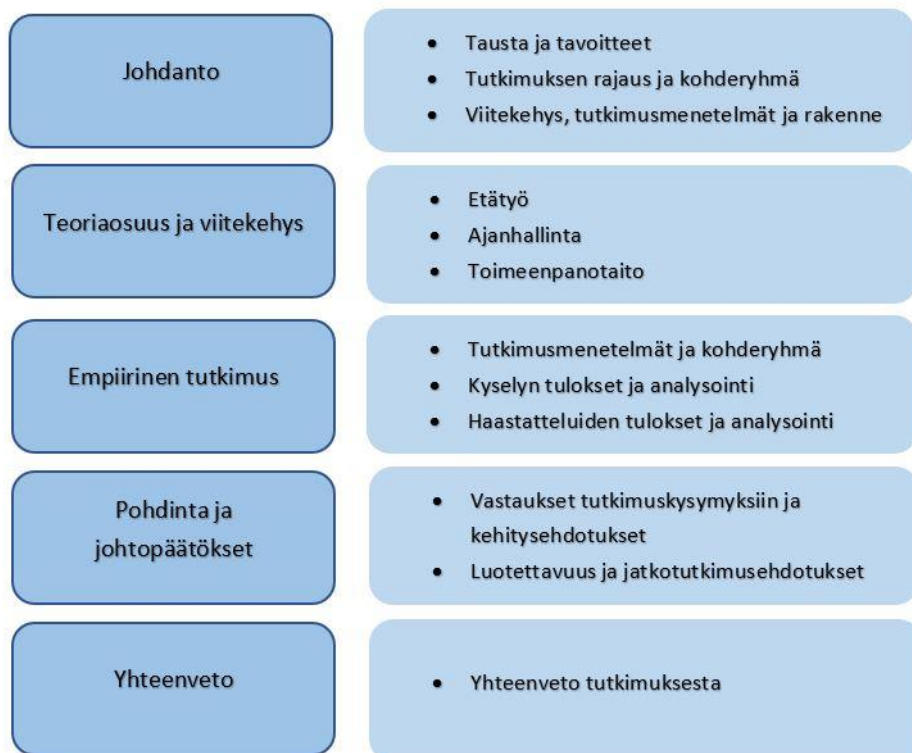 Johdanto
• Tausta ja tavoitteet
• Tutkimuksen rajaus ja kohderyhmä
• Viitekehys, tutkimusmenetelmät ja rakenne
Teoriaosuus ja viitekehys
• Etätyö
• Ajanhallinta
• Toimeenpanotaito
Empiirinen tutkimus
• Tutkimusmenetelmät ja kohderyhmä
• Kyselyn tulokset ja analysointi
• Haastatteluiden tulokset ja analysointi
Pohdinta ja
johtopäätökset
• Vastaukset tutkimuskysymyksiin ja
kehitysehdotukset
• Luotettavuus ja jatkotutkimusehdotukset
Yhteenveto
• Yhteenveto tutkimuksesta